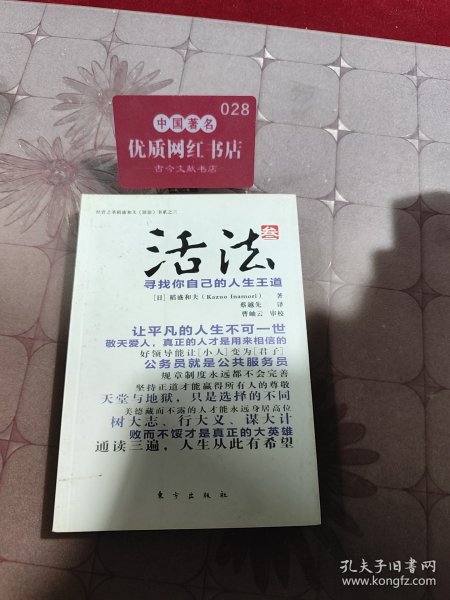 028
中国著名
优质网红书店
古今文献书店
经营之圣稻盛和夫《活法》书系之三
活法 叁
寻找你自己的人生王道
[日] 稻盛和夫 (Kazuo Inamori) 著
蔡越先 译
曹岫云 审校
让平凡的人生不可一世
敬天爱人，真正的人才是用来相信的
好领导能让[小人]变为[君子]
公务员就是公共服务员
规章制度永远都不会完善
坚持正道才能赢得所有人的尊敬
天堂与地狱，只是选择的不同
美德藏而不露的人才能永远身居高位
树大志、行大义、谋大计
败而不馁才是真正的大英雄
通读三遍，人生从此有希望
东方出版社
孔夫子旧书网
www.kongfz.com